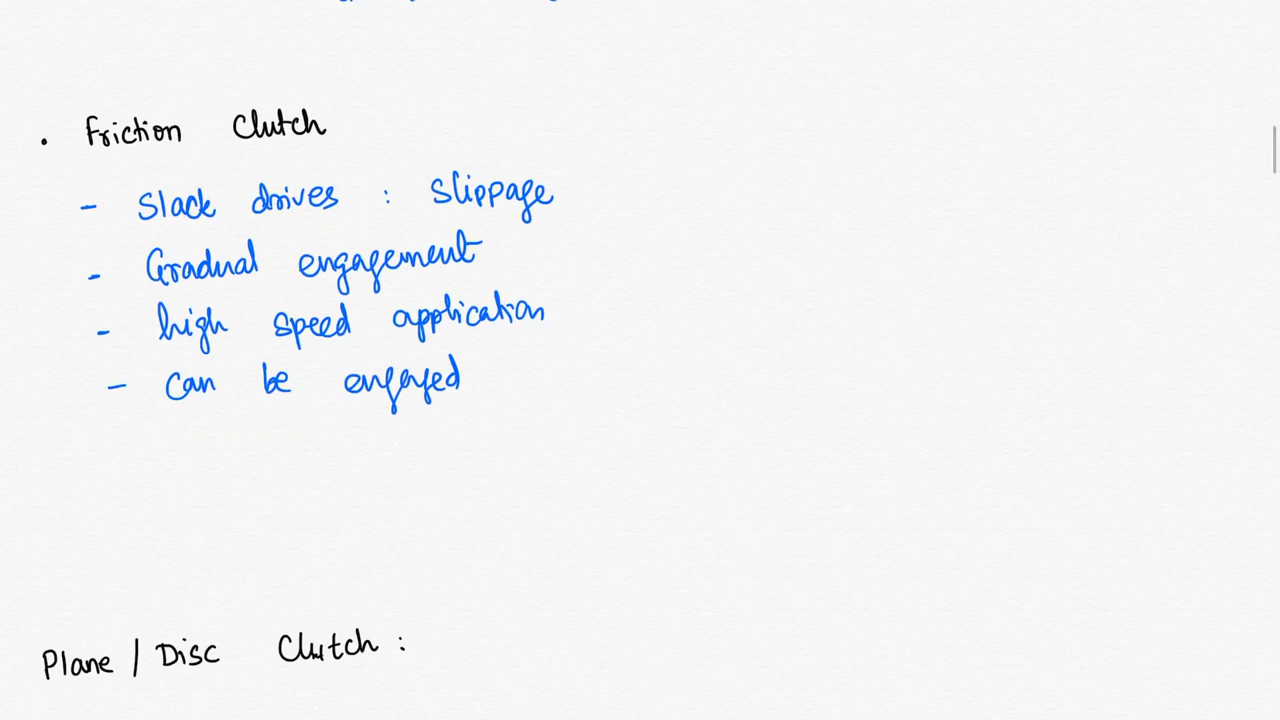 . Friction Clutch
- Slack drives : Slippage
- Gradual engagement
- high speed application
- Can be engaged
Plane / Disc Clutch :